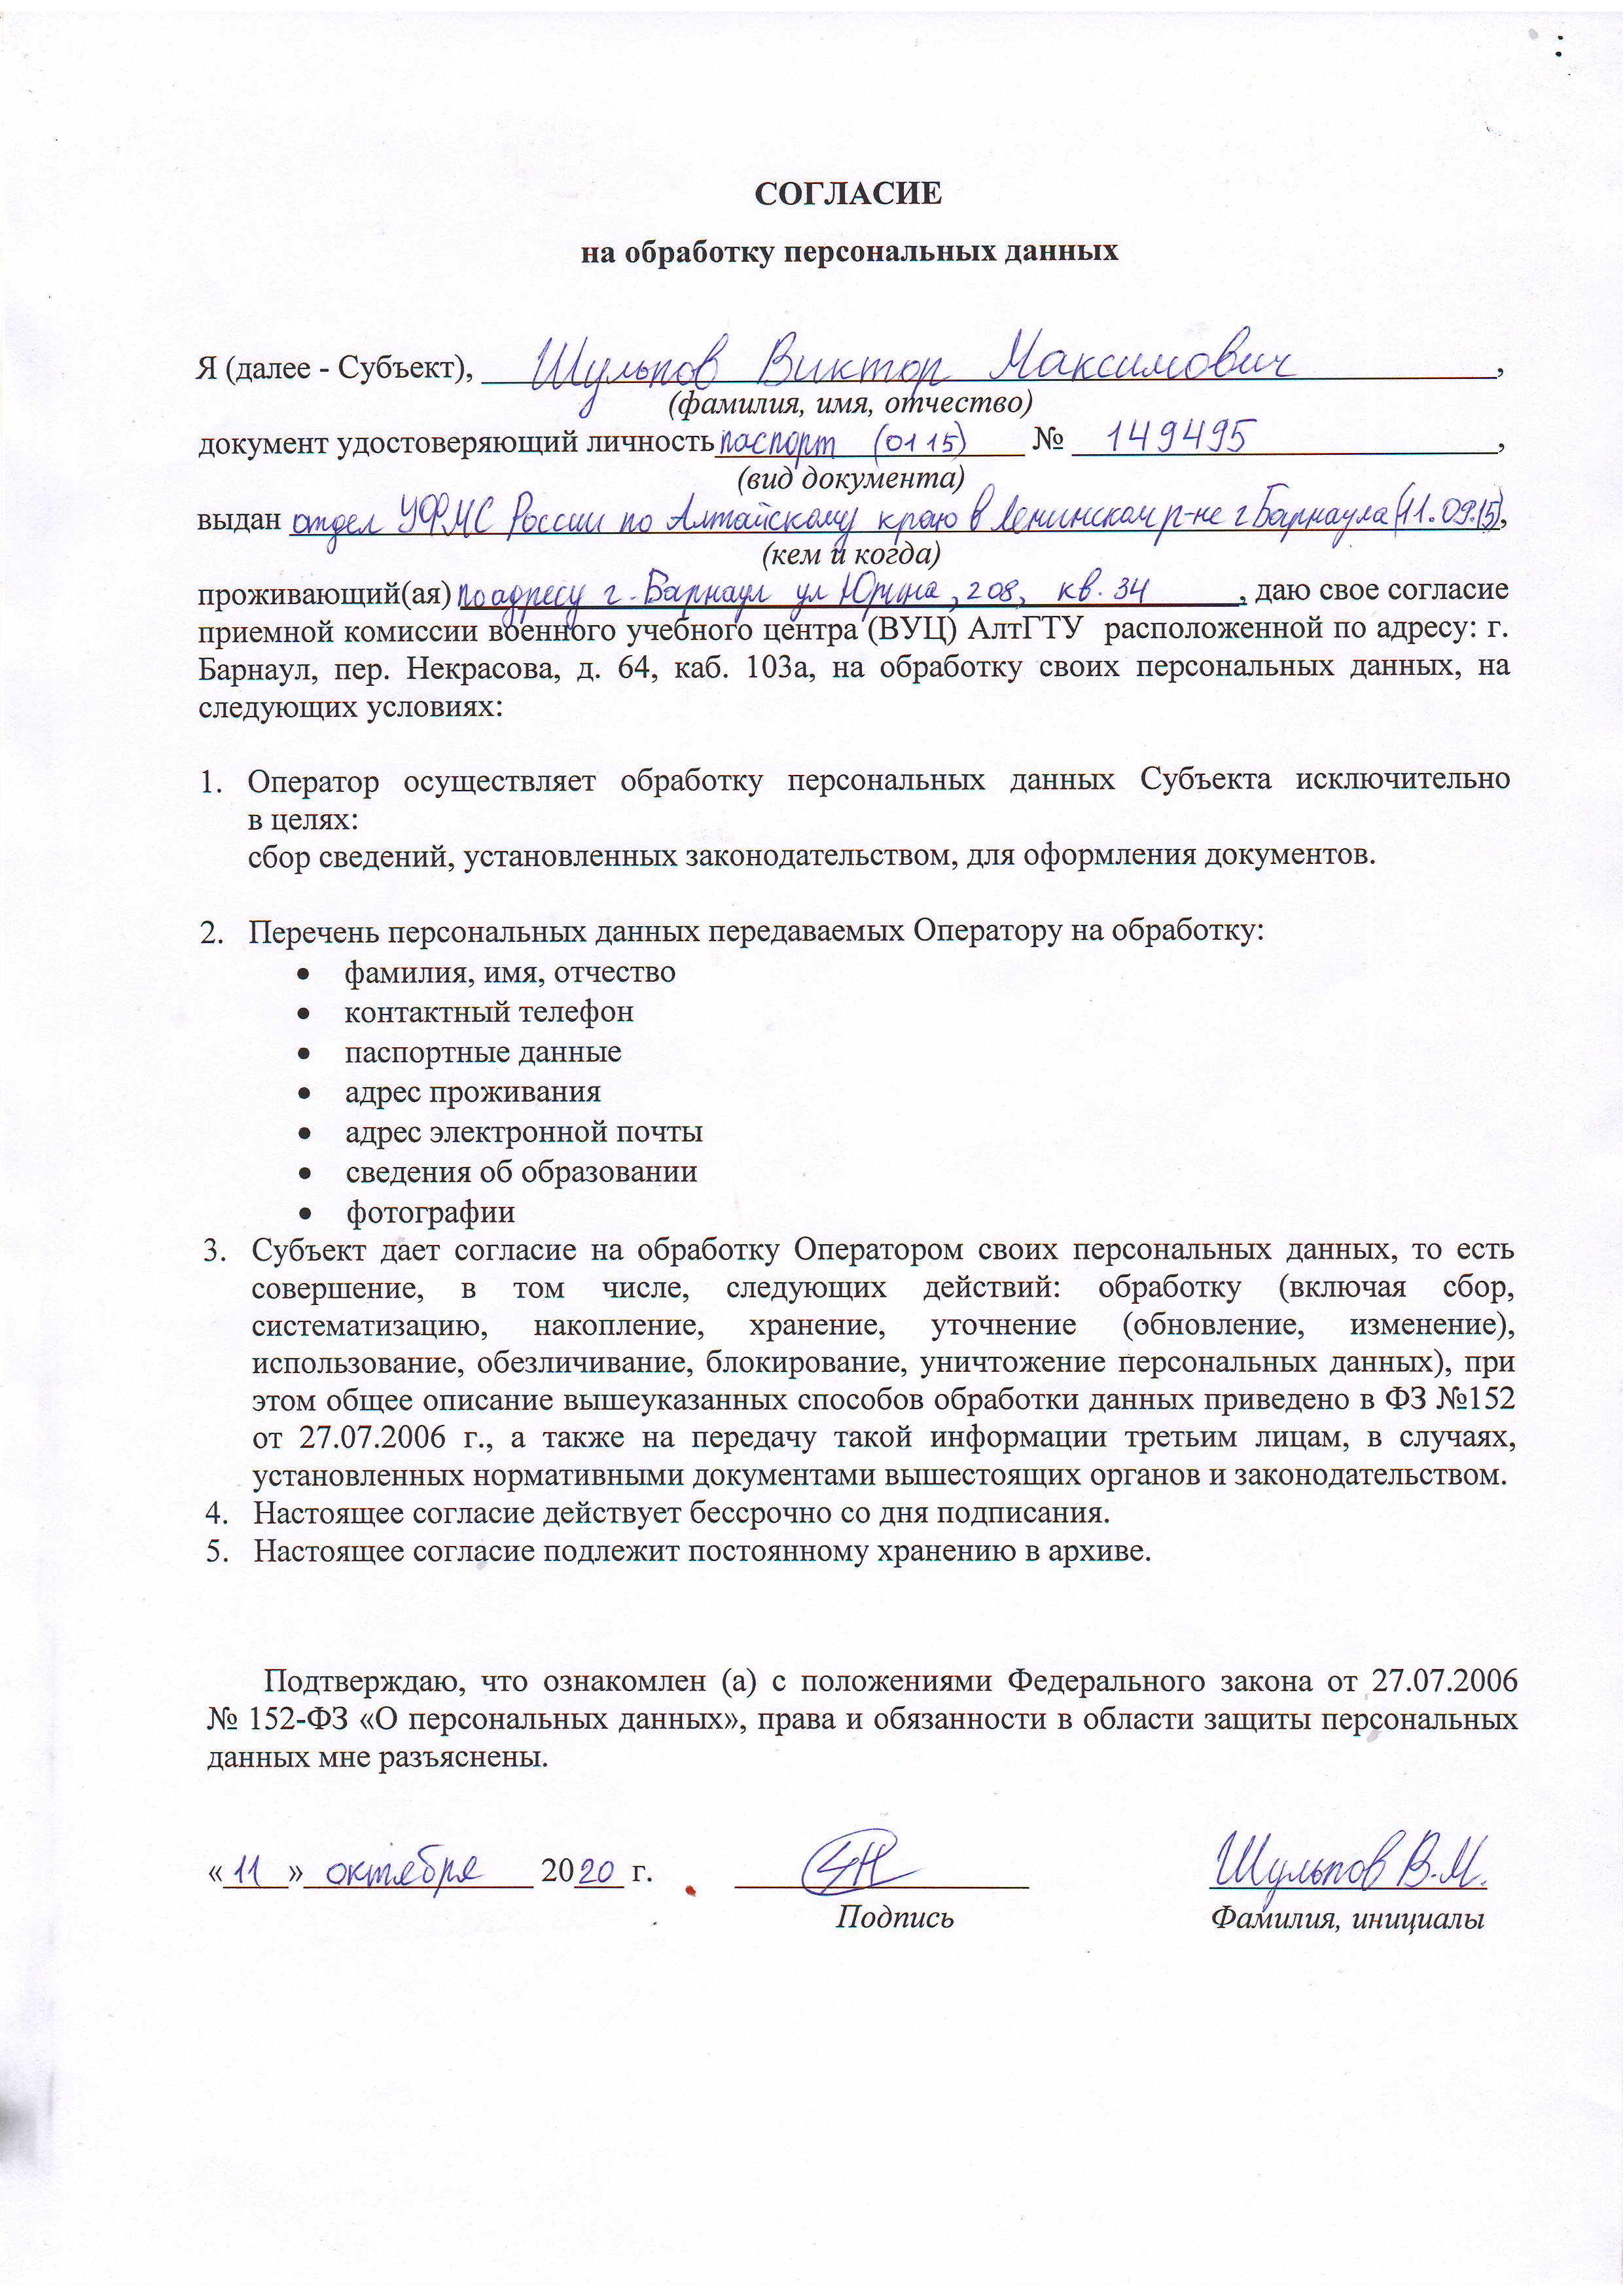 СОГЛАСИЕ
на обработку персональных данных
Я (далее - Субъект), Шульпов Виктор Максимович,
(фамилия, имя, отчество)
документ удостоверяющий личность паспорт (01 15) № 149495,
(вид документа)
выдан отдел УФМС России по Алтайскому краю в Ленинском р-не г Барнаула (11.09.15),
(кем и когда)
проживающий(ая) по адресу г. Барнаул ул Юрина, 208, кв. 34, даю свое согласие
приемной комиссии военного учебного центра (ВУЦ) АлтГТУ расположенной по адресу: г.
Барнаул, пер. Некрасова, д. 64, каб. 103а, на обработку своих персональных данных, на
следующих условиях:
1. Оператор осуществляет обработку персональных данных Субъекта исключительно
в целях:
сбор сведений, установленных законодательством, для оформления документов.
2. Перечень персональных данных передаваемых Оператору на обработку:
• фамилия, имя, отчество
• контактный телефон
• паспортные данные
• адрес проживания
• адрес электронной почты
• сведения об образовании
• фотографии
3. Субъект дает согласие на обработку Оператором своих персональных данных, то есть
совершение, в том числе, следующих действий: обработку (включая сбор,
систематизацию, накопление, хранение, уточнение (обновление, изменение),
использование, обезличивание, блокирование, уничтожение персональных данных), при
этом общее описание вышеуказанных способов обработки данных приведено в ФЗ №152
от 27.07.2006 г., а также на передачу такой информации третьим лицам, в случаях,
установленных нормативными документами вышестоящих органов и законодательством.
4. Настоящее согласие действует бессрочно со дня подписания.
5. Настоящее согласие подлежит постоянному хранению в архиве.
Подтверждаю, что ознакомлен (а) с положениями Федерального закона от 27.07.2006
№ 152-ФЗ «О персональных данных», права и обязанности в области защиты персональных
данных мне разъяснены.
«11» октября 2020 г. Шульпов В.М.
Подпись Фамилия, инициалы